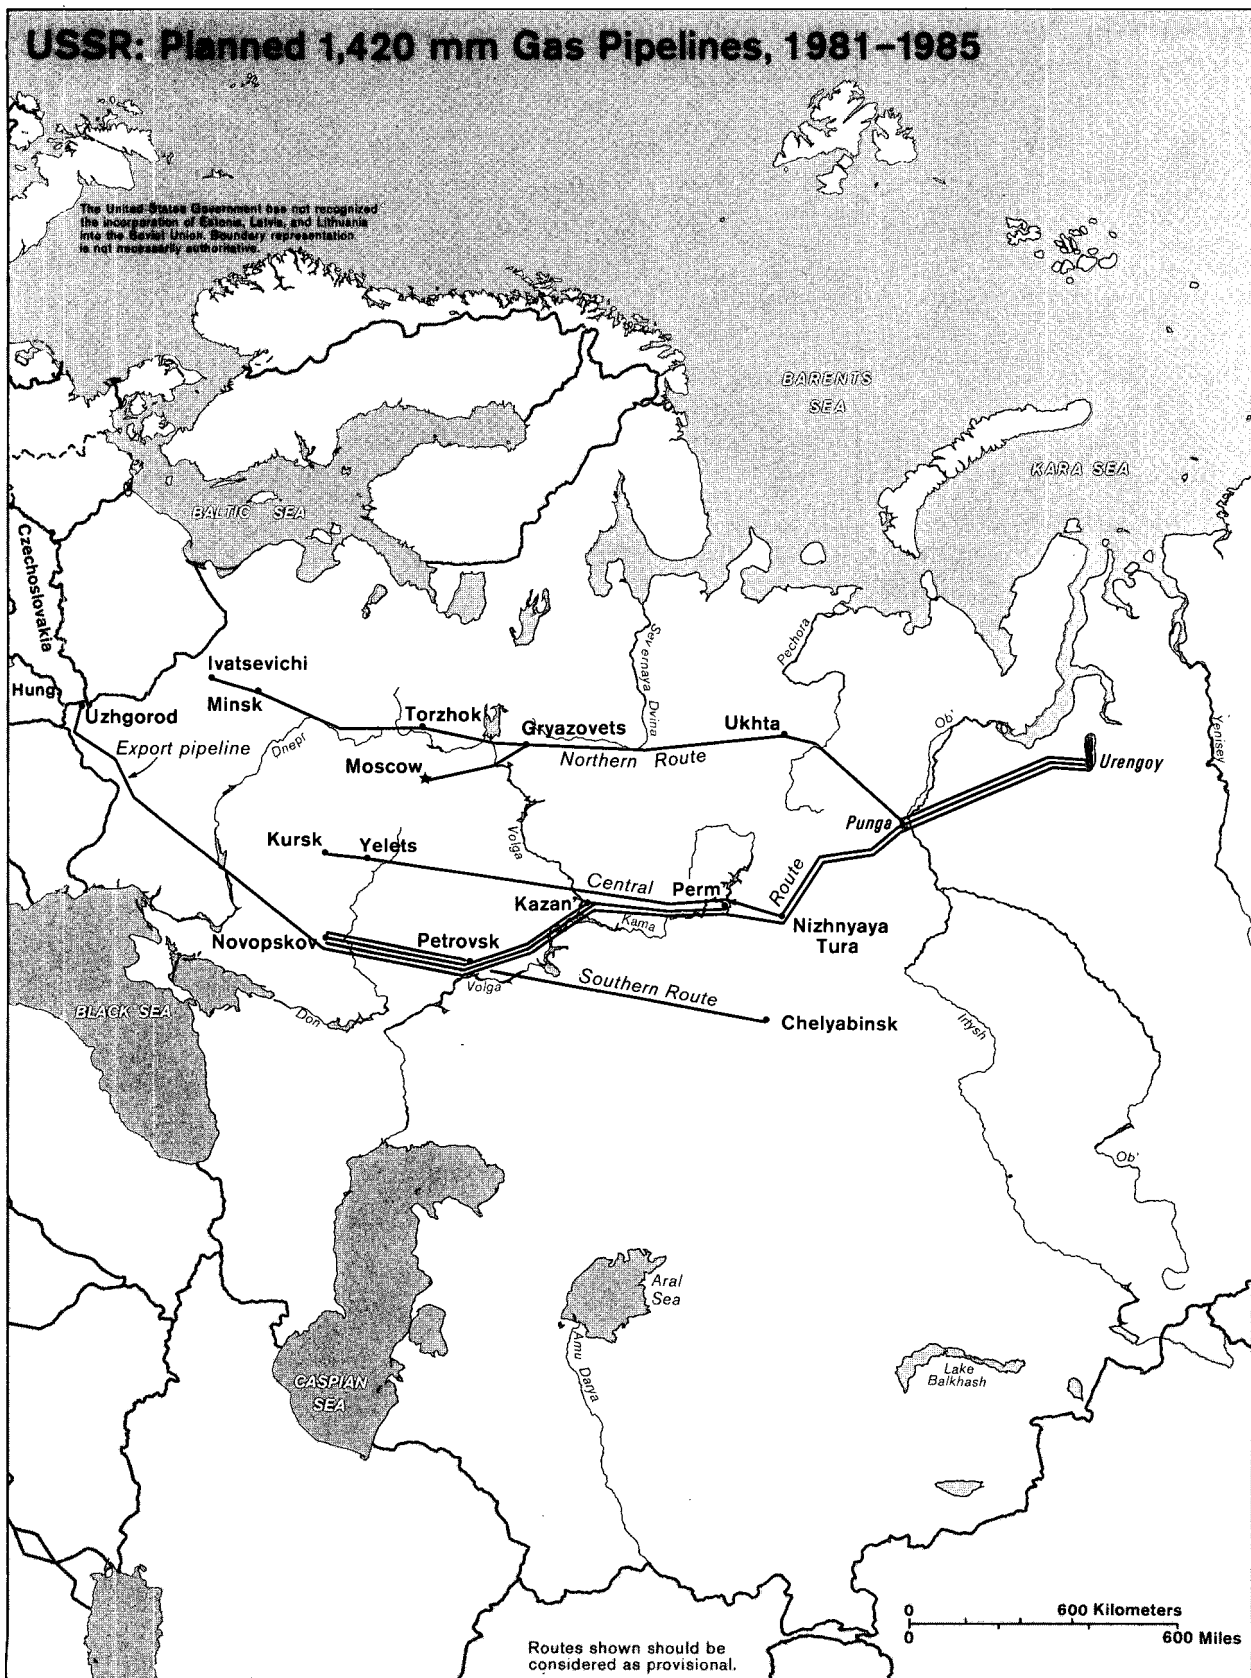 USSR: Planned 1,420 mm Gas Pipelines, 1981–1985
The United States Government has not recognized
the incorporation of Estonia, Latvia, and Lithuania
into the Soviet Union. Boundary representation
is not necessarily authoritative.
BARENTS
SEA
KARA SEA
BALTIC SEA
Czechoslovakia
Severnaya Dvina
Pechora
Ivatsevichi
Hung.
Minsk
Uzhgorod
Torzhok
Gryazovets
Ukhta
Ob'
Yenisey
Export pipeline
Dnepr
Northern Route
Moscow
Urengoy
Punga
Kursk
Yelets
Volga
Central
Route
Perm'
Kazan'
Kama
Nizhnyaya
Tura
Novopskov
Petrovsk
Southern Route
Volga
BLACK SEA
Don
Chelyabinsk
Irtysh
Ob'
Aral
Sea
Amu Darya
Lake
Balkhash
CASPIAN
SEA
0 600 Kilometers
0 600 Miles
Routes shown should be
considered as provisional.